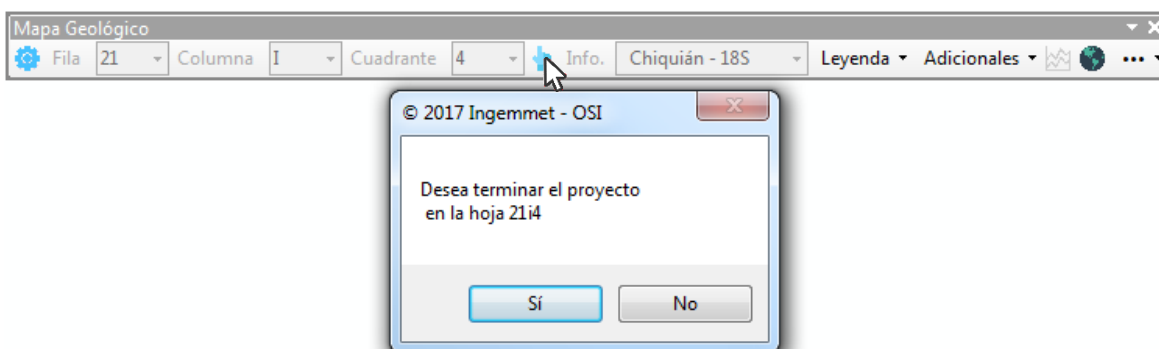 Mapa Geológico
Fila 21 Columna I Cuadrante 4 Info. Chiquián - 18S Leyenda Adicionales
© 2017 Ingemmet - OSI
Desea terminar el proyecto
en la hoja 21i4
Sí No